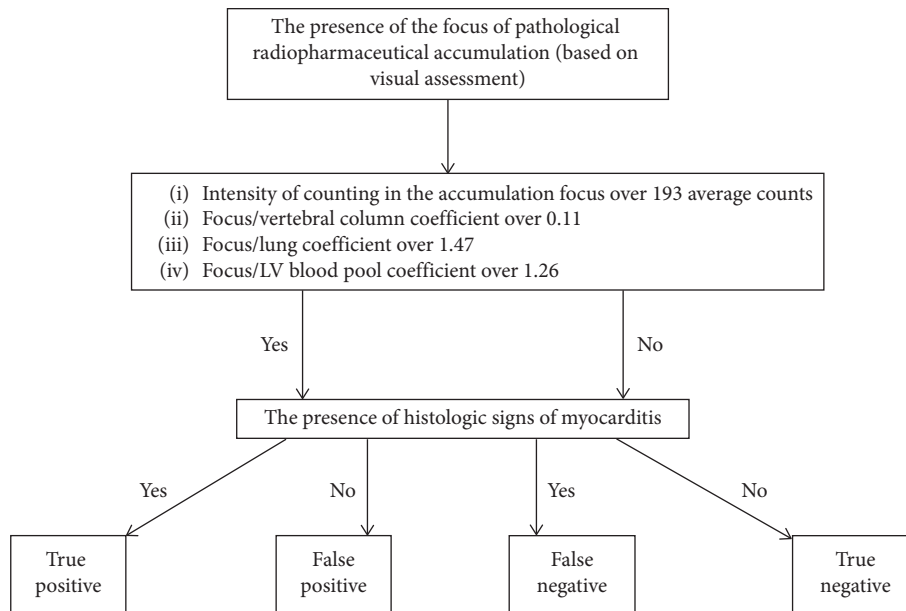 The presence of the focus of pathological
radiopharmaceutical accumulation (based on
visual assessment)
(i) Intensity of counting in the accumulation focus over 193 average counts
(ii) Focus/vertebral column coefficient over 0.11
(iii) Focus/lung coefficient over 1.47
(iv) Focus/LV blood pool coefficient over 1.26
Yes
No
The presence of histologic signs of myocarditis
Yes
No
Yes
No
True
positive
False
positive
False
negative
True
negative